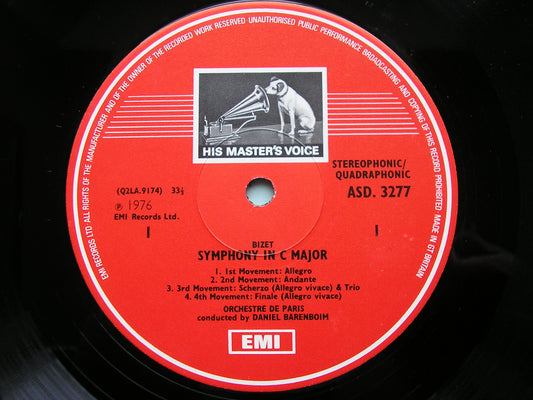 EMI RECORDS LTD ALL RIGHTS OF THE MANUFACTURER AND OF THE OWNER OF THE RECORDED WORK RESERVED UNAUTHORISED PUBLIC PERFORMANCE BROADCASTING AND COPYING OF THIS RECORD PROHIBITED MADE IN GT BRITAIN
HIS MASTER'S VOICE
STEREOPHONIC/
QUADRAPHONIC
(Q2LA.9174) 33⅓
ASD. 3277
℗ 1976
EMI Records Ltd.
1 1
BIZET
SYMPHONY IN C MAJOR
1. 1st Movement: Allegro
2. 2nd Movement: Andante
3. 3rd Movement: Scherzo (Allegro vivace) & Trio
4. 4th Movement: Finale (Allegro vivace)
ORCHESTRE DE PARIS
conducted by DANIEL BARENBOIM
EMI